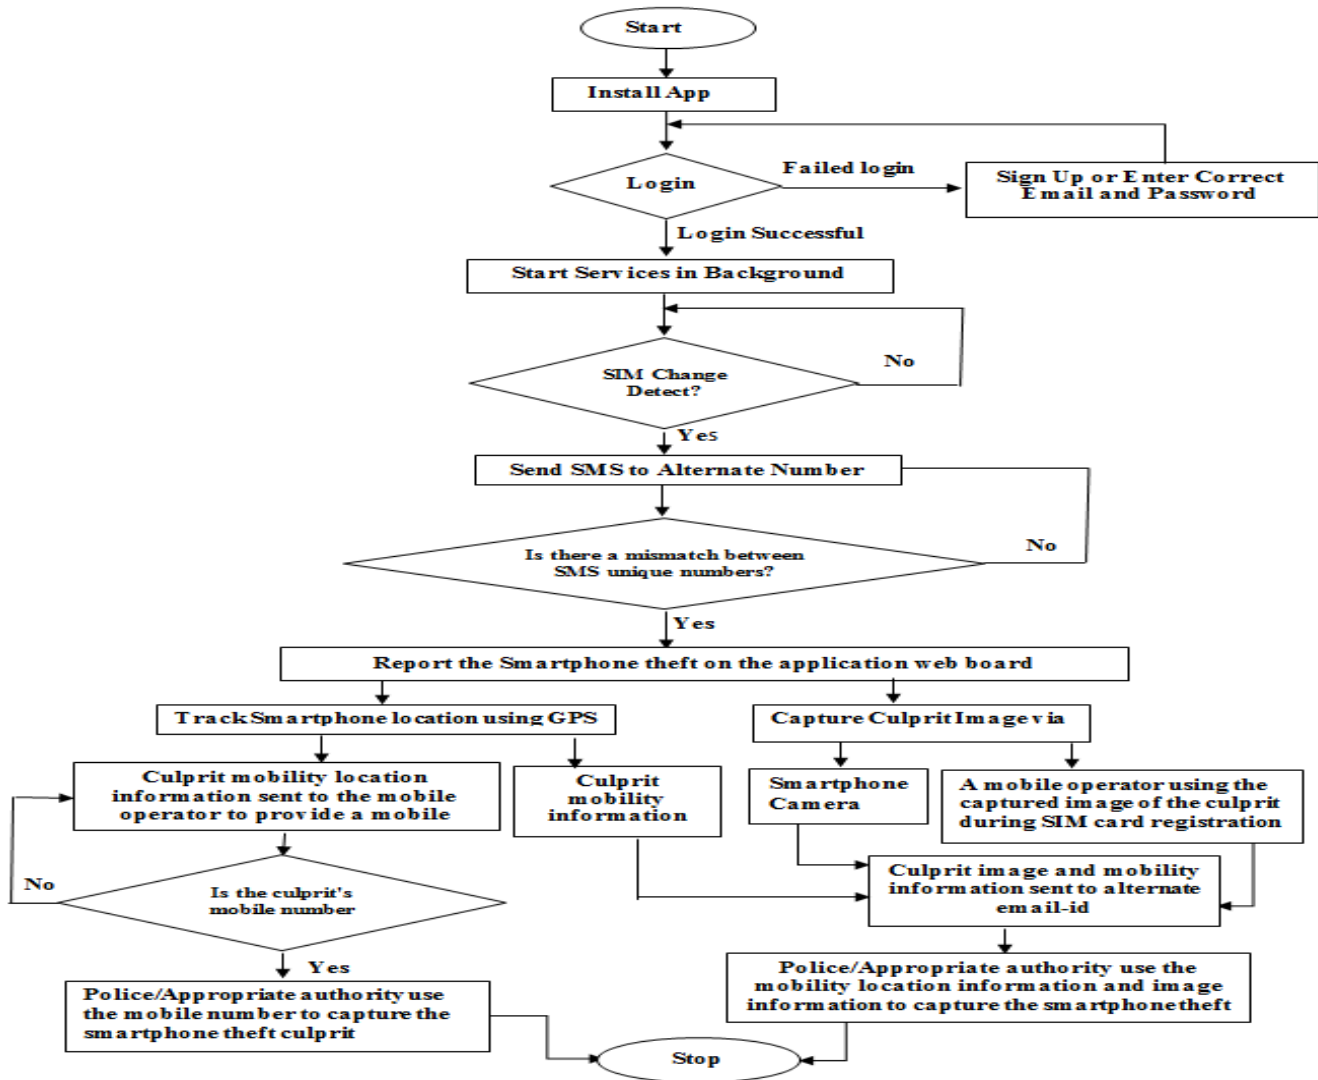 Start
Install App
Failed login
Login
Sign Up or Enter Correct
Email and Password
Login Successful
Start Services in Background
No
SIM Change
Detect?
Yes
Send SMS to Alternate Number
Is there a mismatch between
SMS unique numbers?
No
Yes
Report the Smartphone theft on the application web board
Track Smartphone location using GPS
Capture Culprit Image via
Culprit mobility location
information sent to the mobile
operator to provide a mobile
Culprit
mobility
information
Smartphone
Camera
A mobile operator using the
captured image of the culprit
during SIM card registration
No
Is the culprit's
mobile number
Culprit image and mobility
information sent to alternate
email-id
Yes
Police/Appropriate authority use
the mobile number to capture the
smartphone theft culprit
Police/Appropriate authority use the
mobility location information and image
information to capture the smartphone theft
Stop